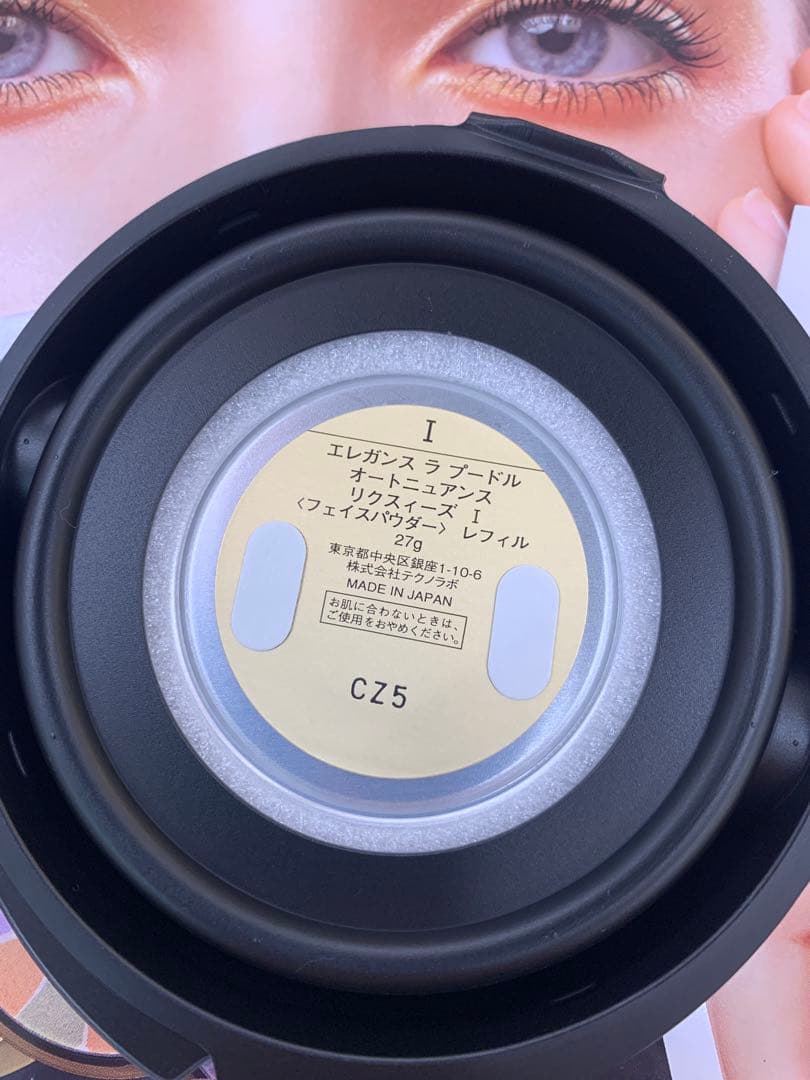 I
エレガンス ラ プードル
オートニュアンス
リクスィーズ I
〈フェイスパウダー〉 レフィル
27g
東京都中央区銀座1-10-6
株式会社テクノラボ
MADE IN JAPAN
お肌に合わないときは、
ご使用をおやめください。
CZ5